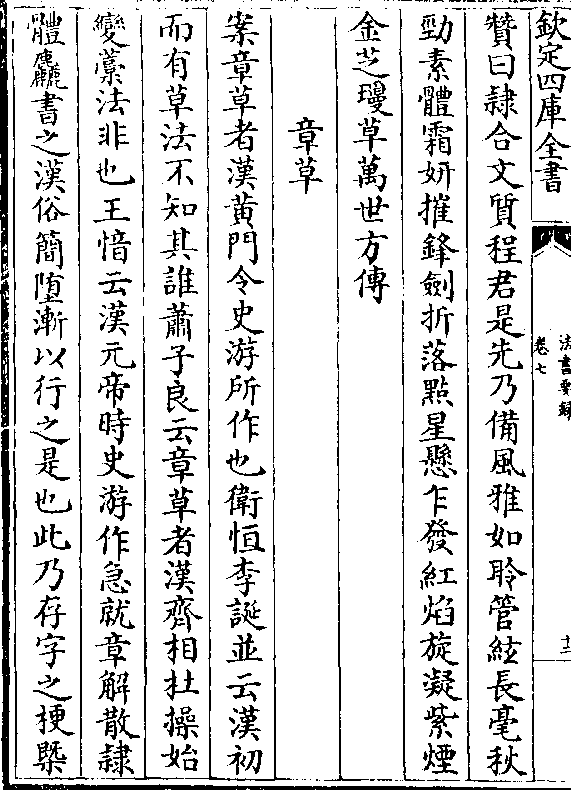 欽定四庫全書
法書要録
卷七
十二
贊曰隷合文質程君是先乃備風雅如聆管絃長毫秋
勁素體霜妍摧鋒劍折落點星懸乍發紅焰旋凝紫煙
金芝瓊草萬世方傳
章草
案章草者漢黄門令史游所作也衛恒李誕並云漢初
而有草法不知其誰蕭子良云章草者漢齊相杜操始
變藁法非也王愔云漢元帝時史游作急就章解散隷
體麤書之漢俗簡堕漸以行之是也此乃存字之梗槩